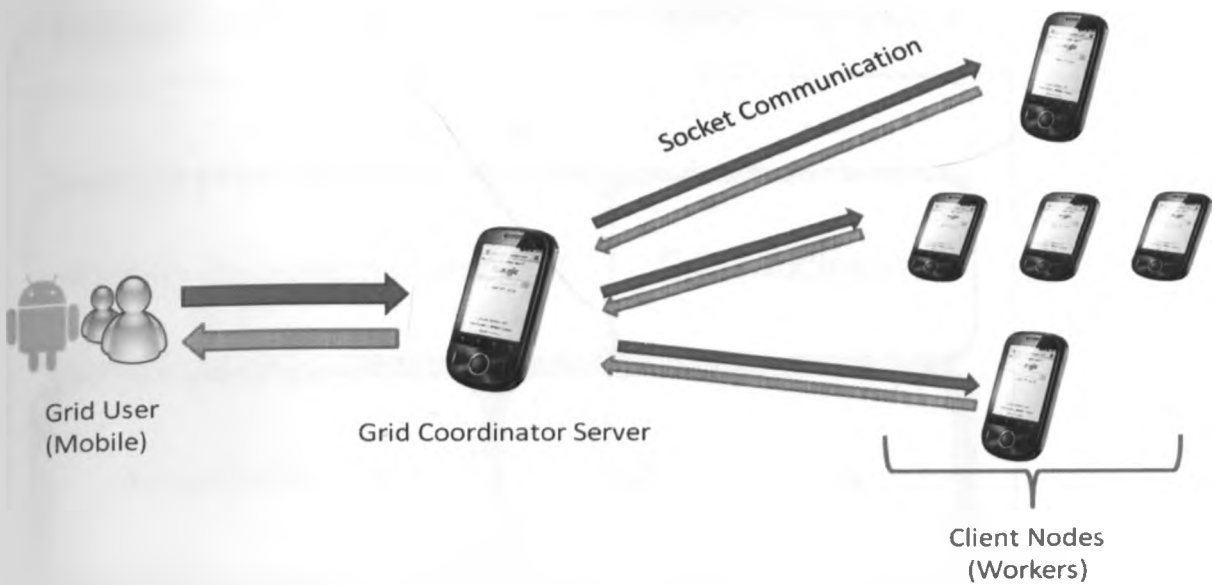 Socket Communication
Grid User
(Mobile)
Grid Coordinator Server
Client Nodes
(Workers)